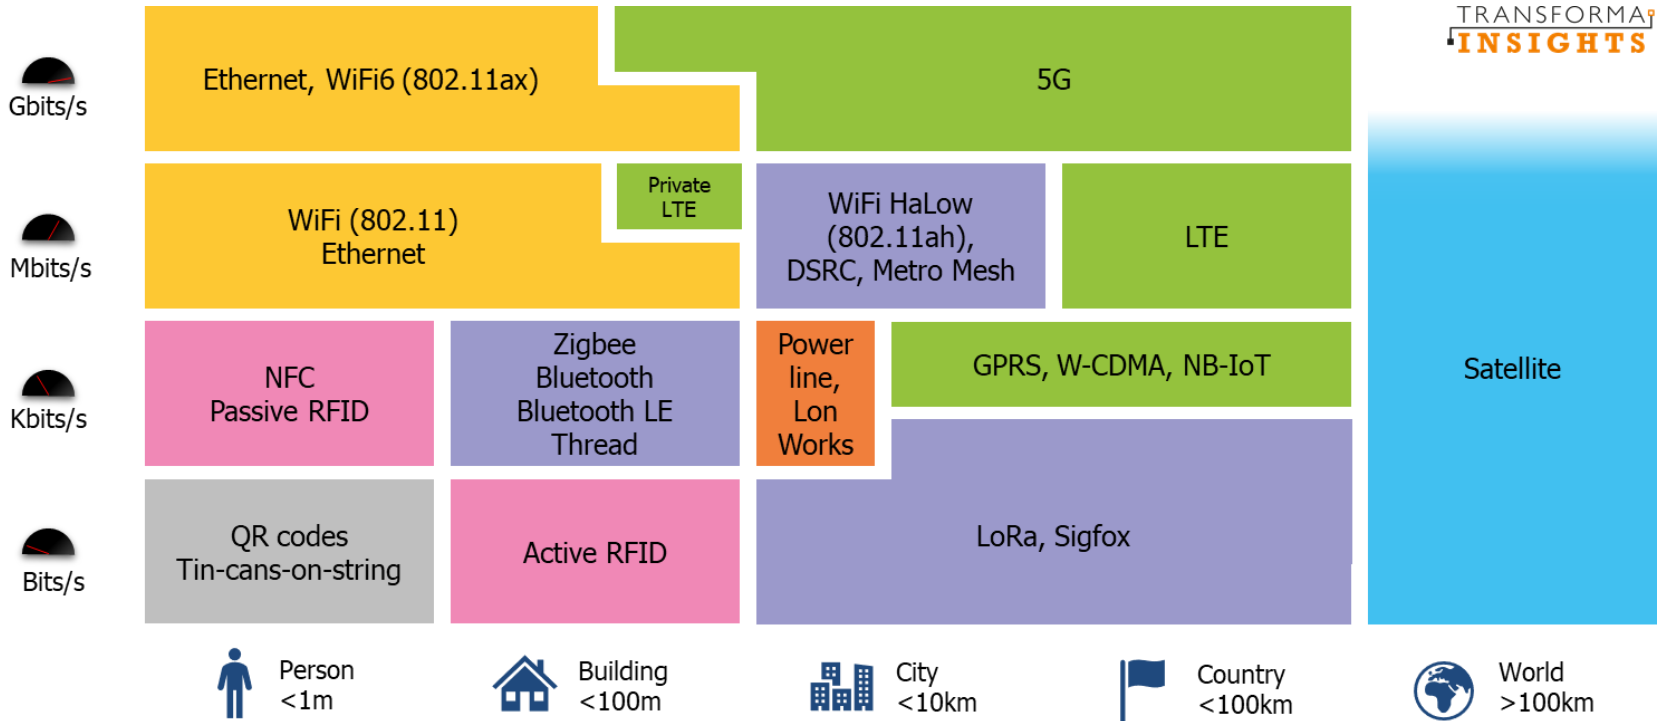 TRANSFORMA
INSIGHTS
Gbits/s
Ethernet, WiFi6 (802.11ax)
5G
Mbits/s
WiFi (802.11)
Ethernet
Private
LTE
WiFi HaLow
(802.11ah),
DSRC, Metro Mesh
LTE
Kbits/s
NFC
Passive RFID
Zigbee
Bluetooth
Bluetooth LE
Thread
Power
line,
Lon
Works
GPRS, W-CDMA, NB-IoT
Satellite
Bits/s
QR codes
Tin-cans-on-string
Active RFID
LoRa, Sigfox
Person
<1m
Building
<100m
City
<10km
Country
<100km
World
>100km